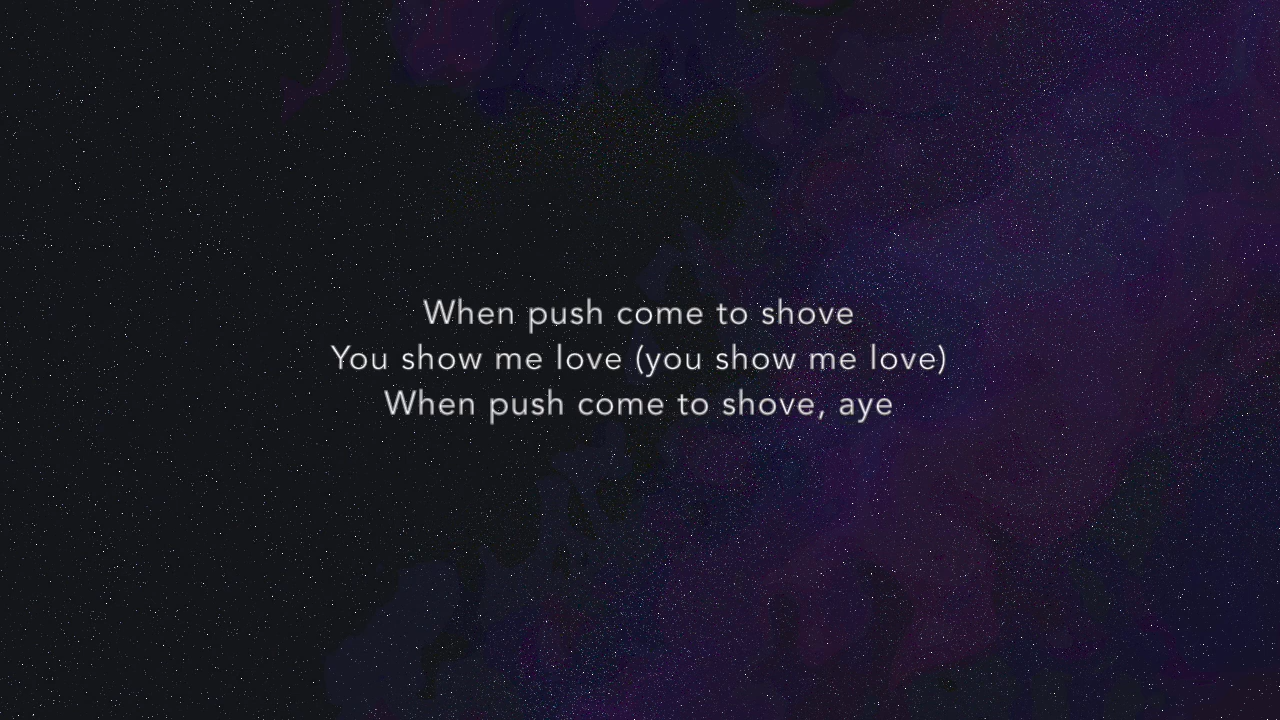 When push come to shove
You show me love (you show me love)
When push come to shove, aye